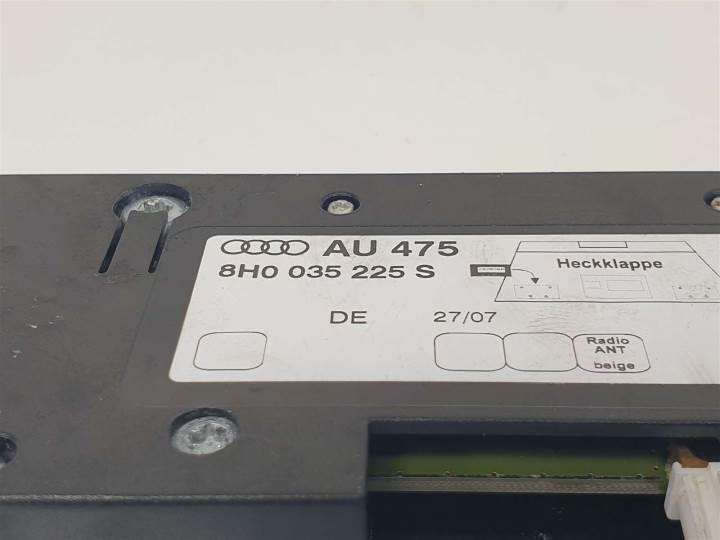 AU 475
8H0 035 225 S
Heckklappe
DE 27/07
Radio
ANT
beige